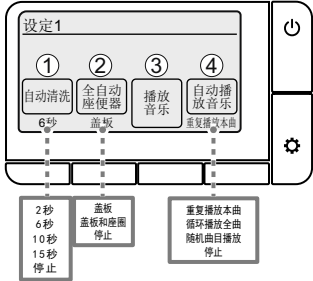 设定1
① ② ③ ④
自动清洗
全自动
座便器
播放
音乐
自动播
放音乐
6秒
盖板
重复播放本曲
2秒
6秒
10秒
15秒
停止
盖板
盖板和座圈
停止
重复播放本曲
循环播放全曲
随机曲目播放
停止